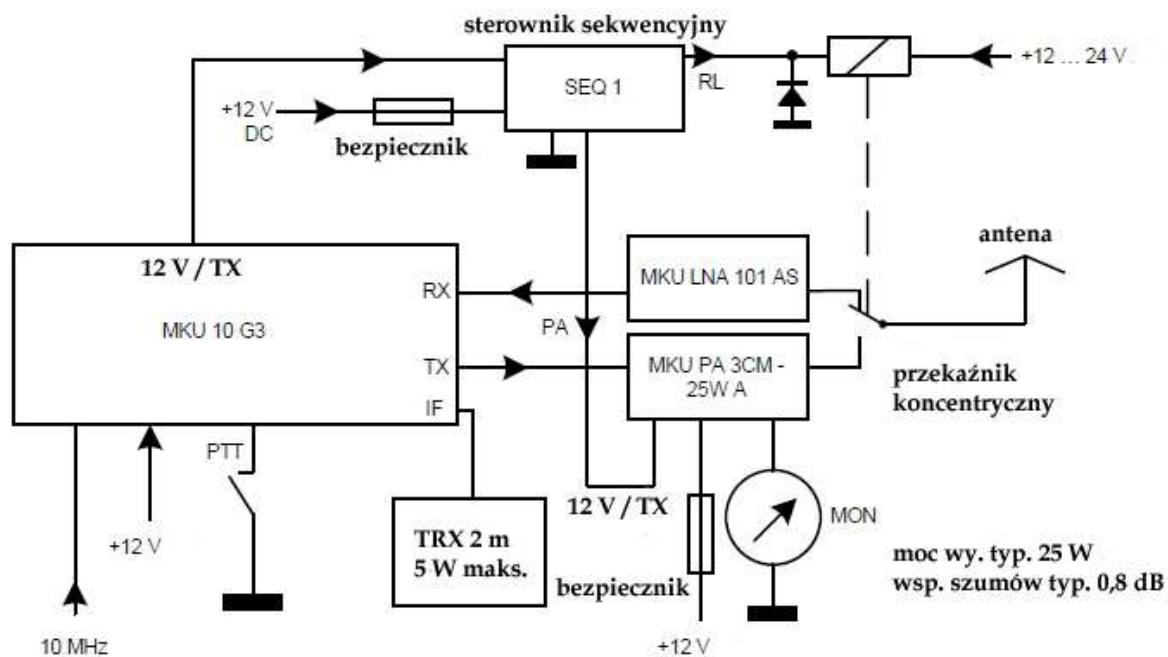 sterownik sekwencyjny
SEQ 1
RL
+12 ... 24 V
+12 V
DC
bezpiecznik
antena
12 V / TX
MKU 10 G3
RX
TX
IF
PA
MKU LNA 101 AS
MKU PA 3CM -
25W A
przekaźnik
koncentryczny
PTT
+12 V
10 MHz
TRX 2 m
5 W maks.
12 V / TX
bezpiecznik
+12 V
MON
moc wy. typ. 25 W
wsp. szumów typ. 0,8 dB